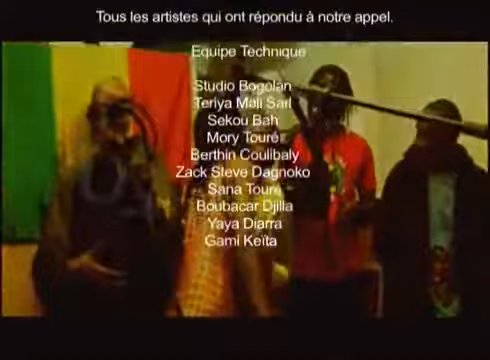 Tous les artistes qui ont répondu à notre appel.
Equipe Technique
Studio Bogolan
Teriya Mali Sarl
Sekou Bah
Mory Touré
Berthin Coulibaly
Zack Steve Dagnoko
Sana Touré
Boubacar Djilla
Yaya Diarra
Gami Keïta